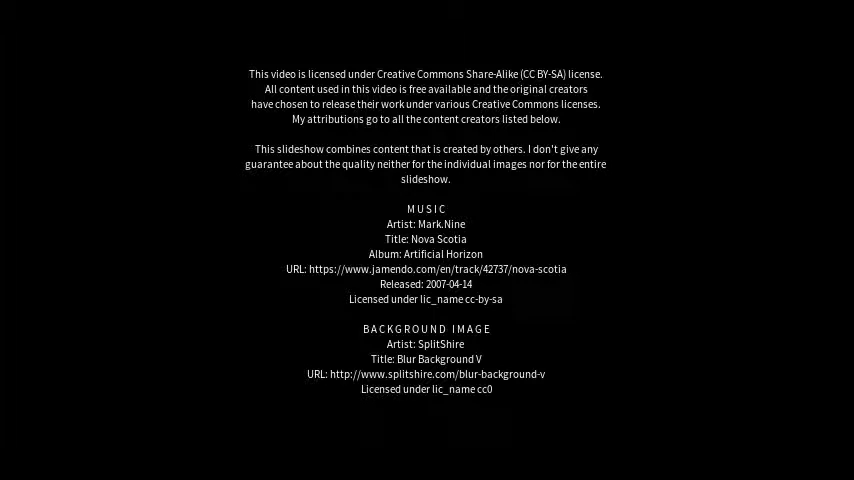 This video is licensed under Creative Commons Share-Alike (CC BY-SA) license.
All content used in this video is free available and the original creators
have chosen to release their work under various Creative Commons licenses.
My attributions go to all the content creators listed below.
This slideshow combines content that is created by others. I don't give any
guarantee about the quality neither for the individual images nor for the entire
slideshow.
MUSIC
Artist: Mark.Nine
Title: Nova Scotia
Album: Artificial Horizon
URL: https://www.jamendo.com/en/track/42737/nova-scotia
Released: 2007-04-14
Licensed under lic_name cc-by-sa
BACKGROUND IMAGE
Artist: SplitShire
Title: Blur Background V
URL: http://www.splitshire.com/blur-background-v
Licensed under lic_name cc0